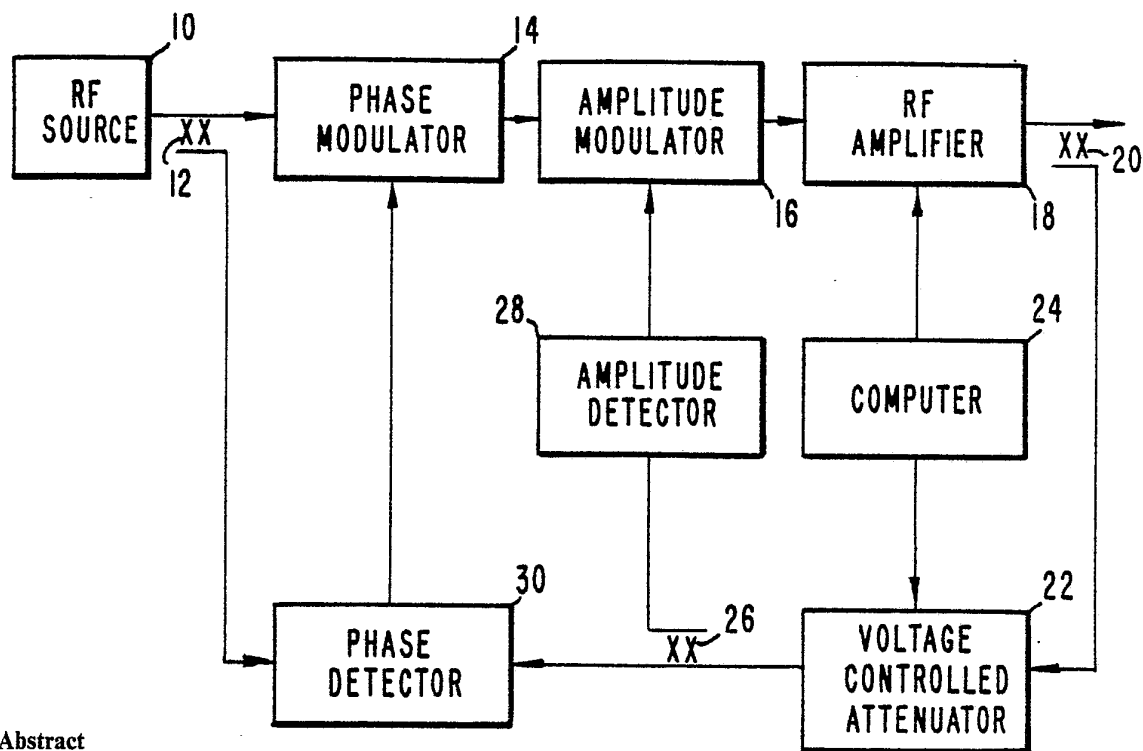 10
RF
SOURCE
XX
12
14
PHASE
MODULATOR
AMPLITUDE
MODULATOR
16
RF
AMPLIFIER
18
XX 20
28
AMPLITUDE
DETECTOR
24
COMPUTER
30
PHASE
DETECTOR
XX 26
22
VOLTAGE
CONTROLLED
ATTENUATOR
Abstract